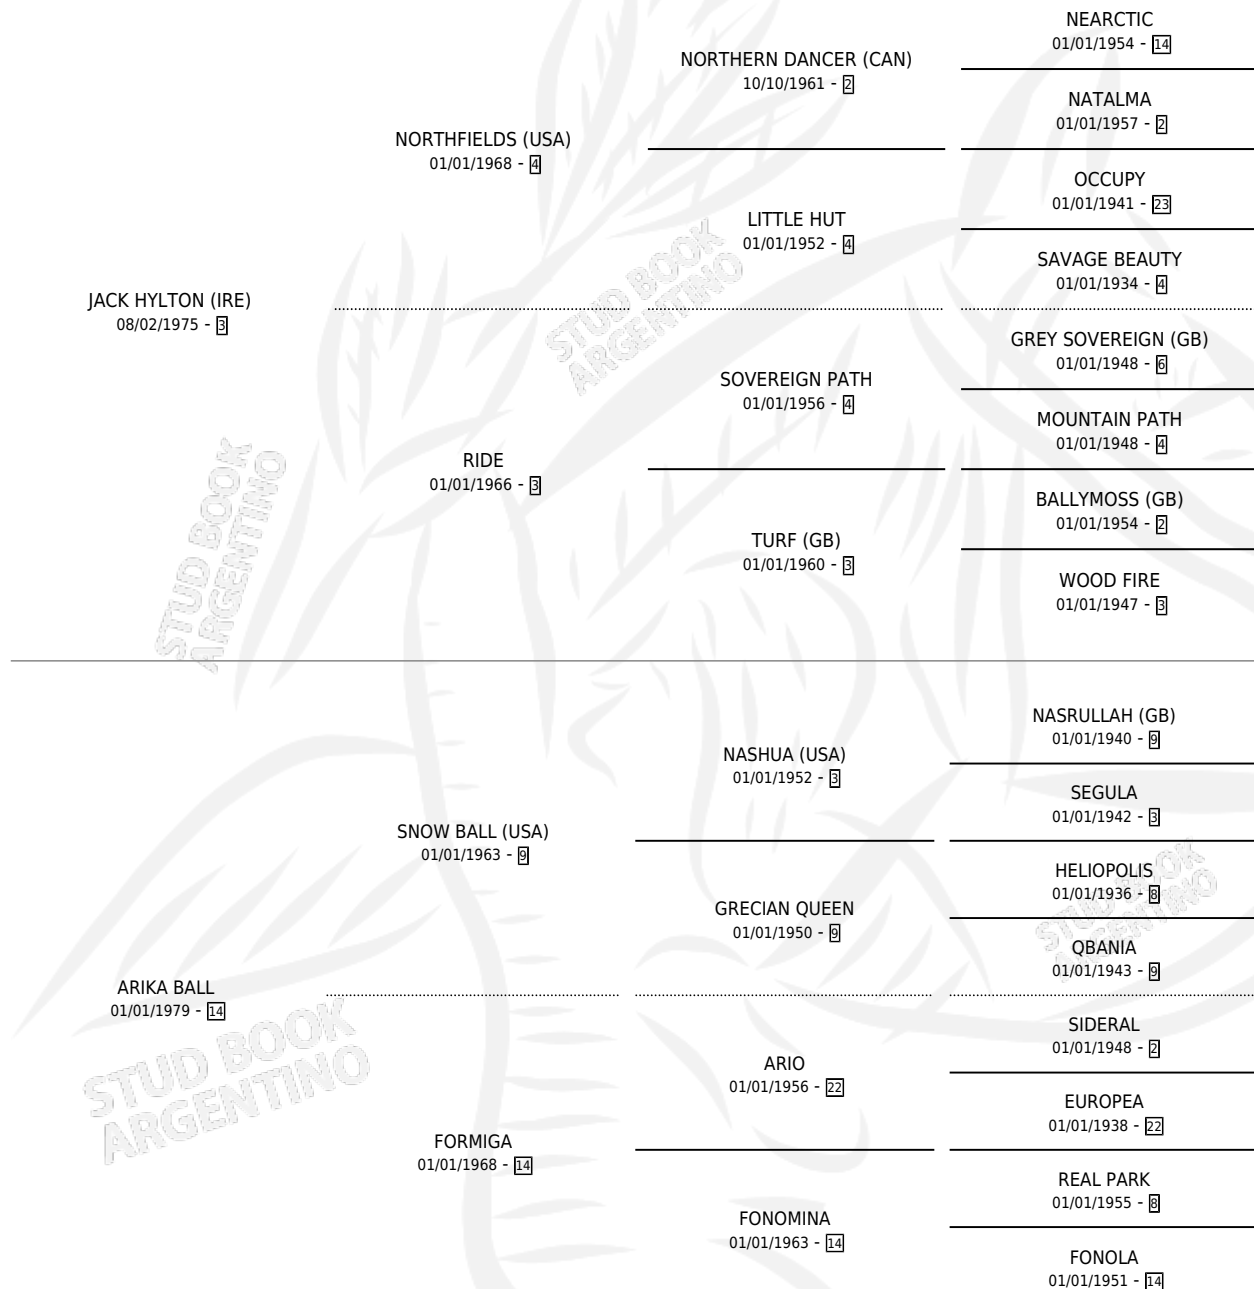 NEARCTIC
01/01/1954 - 14
NORTHERN DANCER (CAN)
10/10/1961 - 2
NATALMA
01/01/1957 - 2
NORTHFIELDS (USA)
01/01/1968 - 4
OCCUPY
01/01/1941 - 23
LITTLE HUT
01/01/1952 - 4
SAVAGE BEAUTY
01/01/1934 - 4
JACK HYLTON (IRE)
08/02/1975 - 3
STUD BOOK
ARGENTINO
GREY SOVEREIGN (GB)
01/01/1948 - 6
SOVEREIGN PATH
01/01/1956 - 4
MOUNTAIN PATH
01/01/1948 - 4
RIDE
01/01/1966 - 3
BALLYMOSS (GB)
01/01/1954 - 2
TURF (GB)
01/01/1960 - 3
WOOD FIRE
01/01/1947 - 3
STUD BOOK
ARGENTINO
NASRULLAH (GB)
01/01/1940 - 9
NASHUA (USA)
01/01/1952 - 3
SEGULA
01/01/1942 - 3
SNOW BALL (USA)
01/01/1963 - 9
HELIOPOLIS
01/01/1936 - 8
GRECIAN QUEEN
01/01/1950 - 9
QBANIA
01/01/1943 - 9
STUD BOOK
ARGENTINO
ARIKA BALL
01/01/1979 - 14
SIDERAL
01/01/1948 - 2
ARIO
01/01/1956 - 22
EUROPEA
01/01/1938 - 22
STUD BOOK
ARGENTINO
FORMIGA
01/01/1968 - 14
REAL PARK
01/01/1955 - 8
FONOMINA
01/01/1963 - 14
FONOLA
01/01/1951 - 14